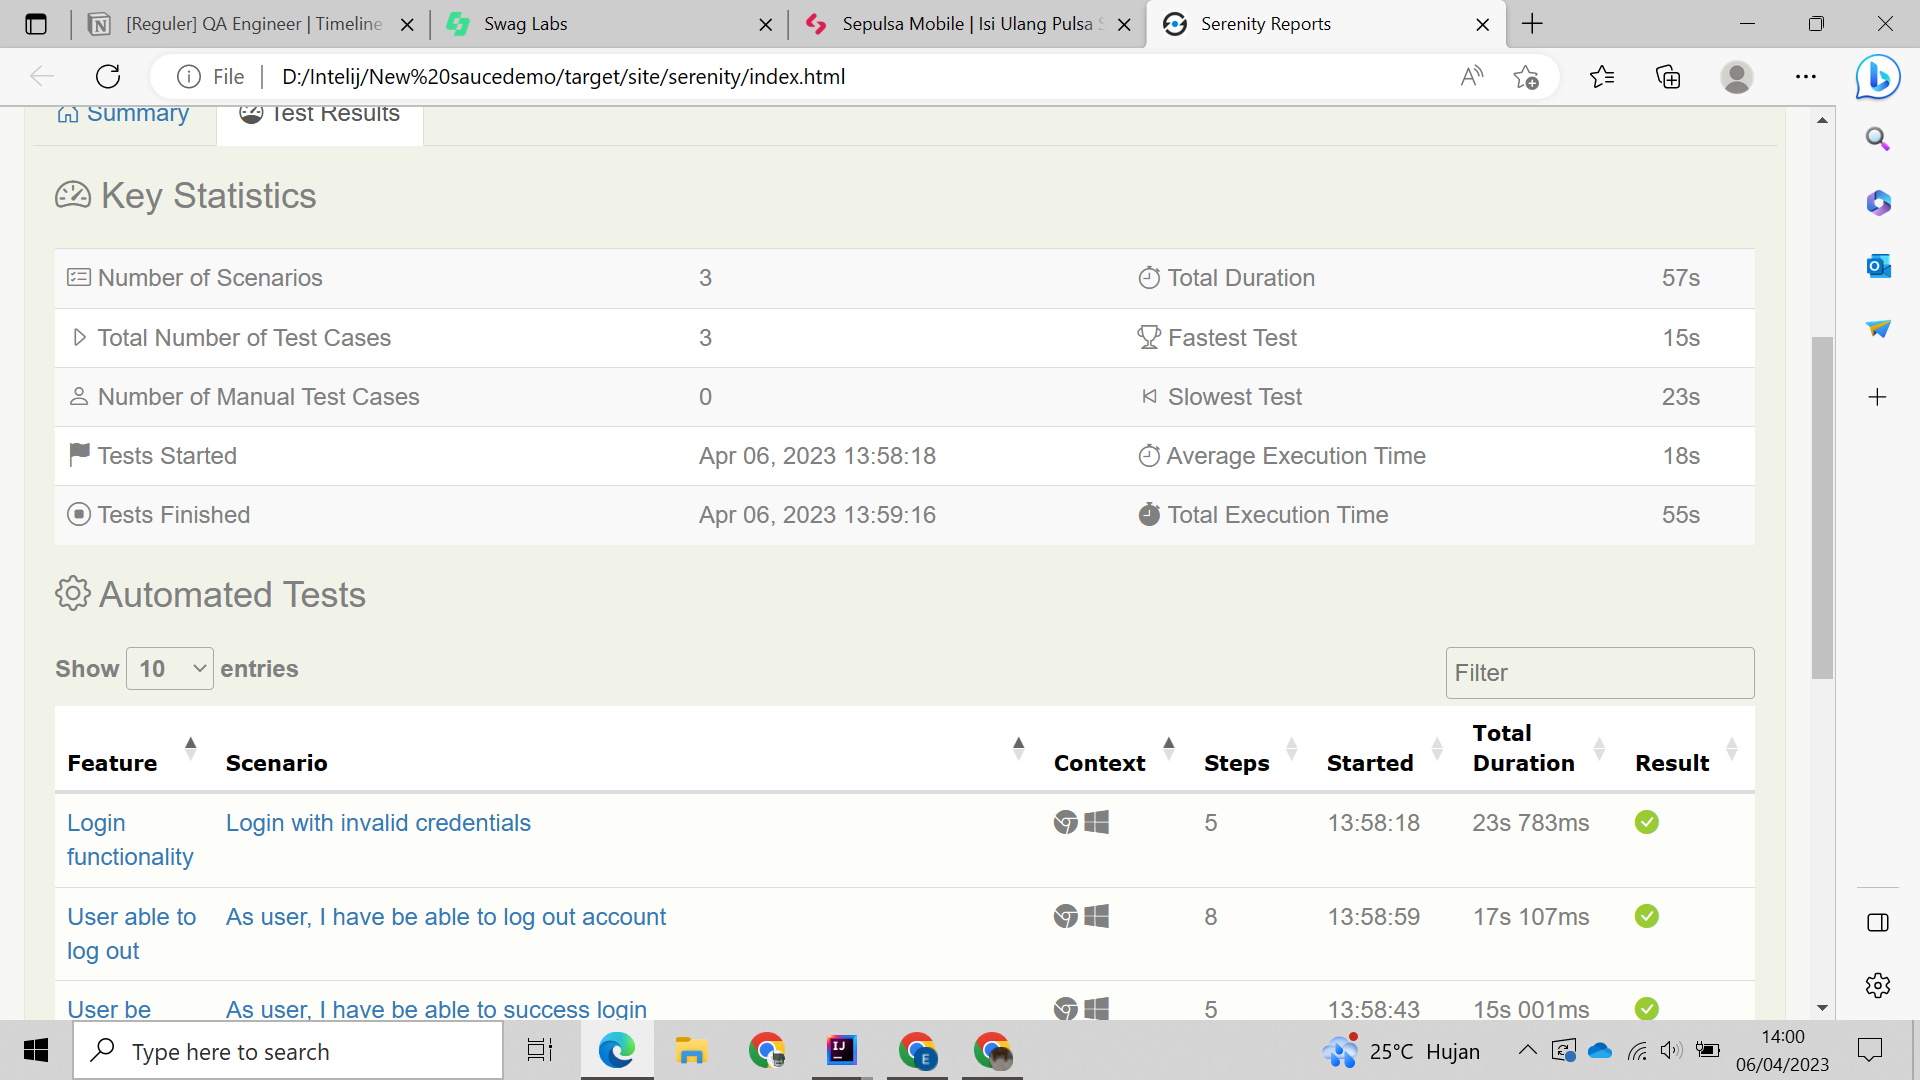 [Reguler] QA Engineer | Timeline
Swag Labs
Sepulsa Mobile | Isi Ulang Pulsa S
Serenity Reports
File
D:/Intelij/New%20saucedemo/target/site/serenity/index.html
Summary
Test Results
Key Statistics
Number of Scenarios 3 Total Duration 57s
Total Number of Test Cases 3 Fastest Test 15s
Number of Manual Test Cases 0 Slowest Test 23s
Tests Started Apr 06, 2023 13:58:18 Average Execution Time 18s
Tests Finished Apr 06, 2023 13:59:16 Total Execution Time 55s
Automated Tests
Show 10 entries
Filter
Feature Scenario Context Steps Started Total Duration Result
Login functionality Login with invalid credentials 5 13:58:18 23s 783ms
User able to log out As user, I have be able to log out account 8 13:58:59 17s 107ms
User be As user, I have be able to success login 5 13:58:43 15s 001ms
Type here to search
IJ
E
25°C Hujan
14:00
06/04/2023